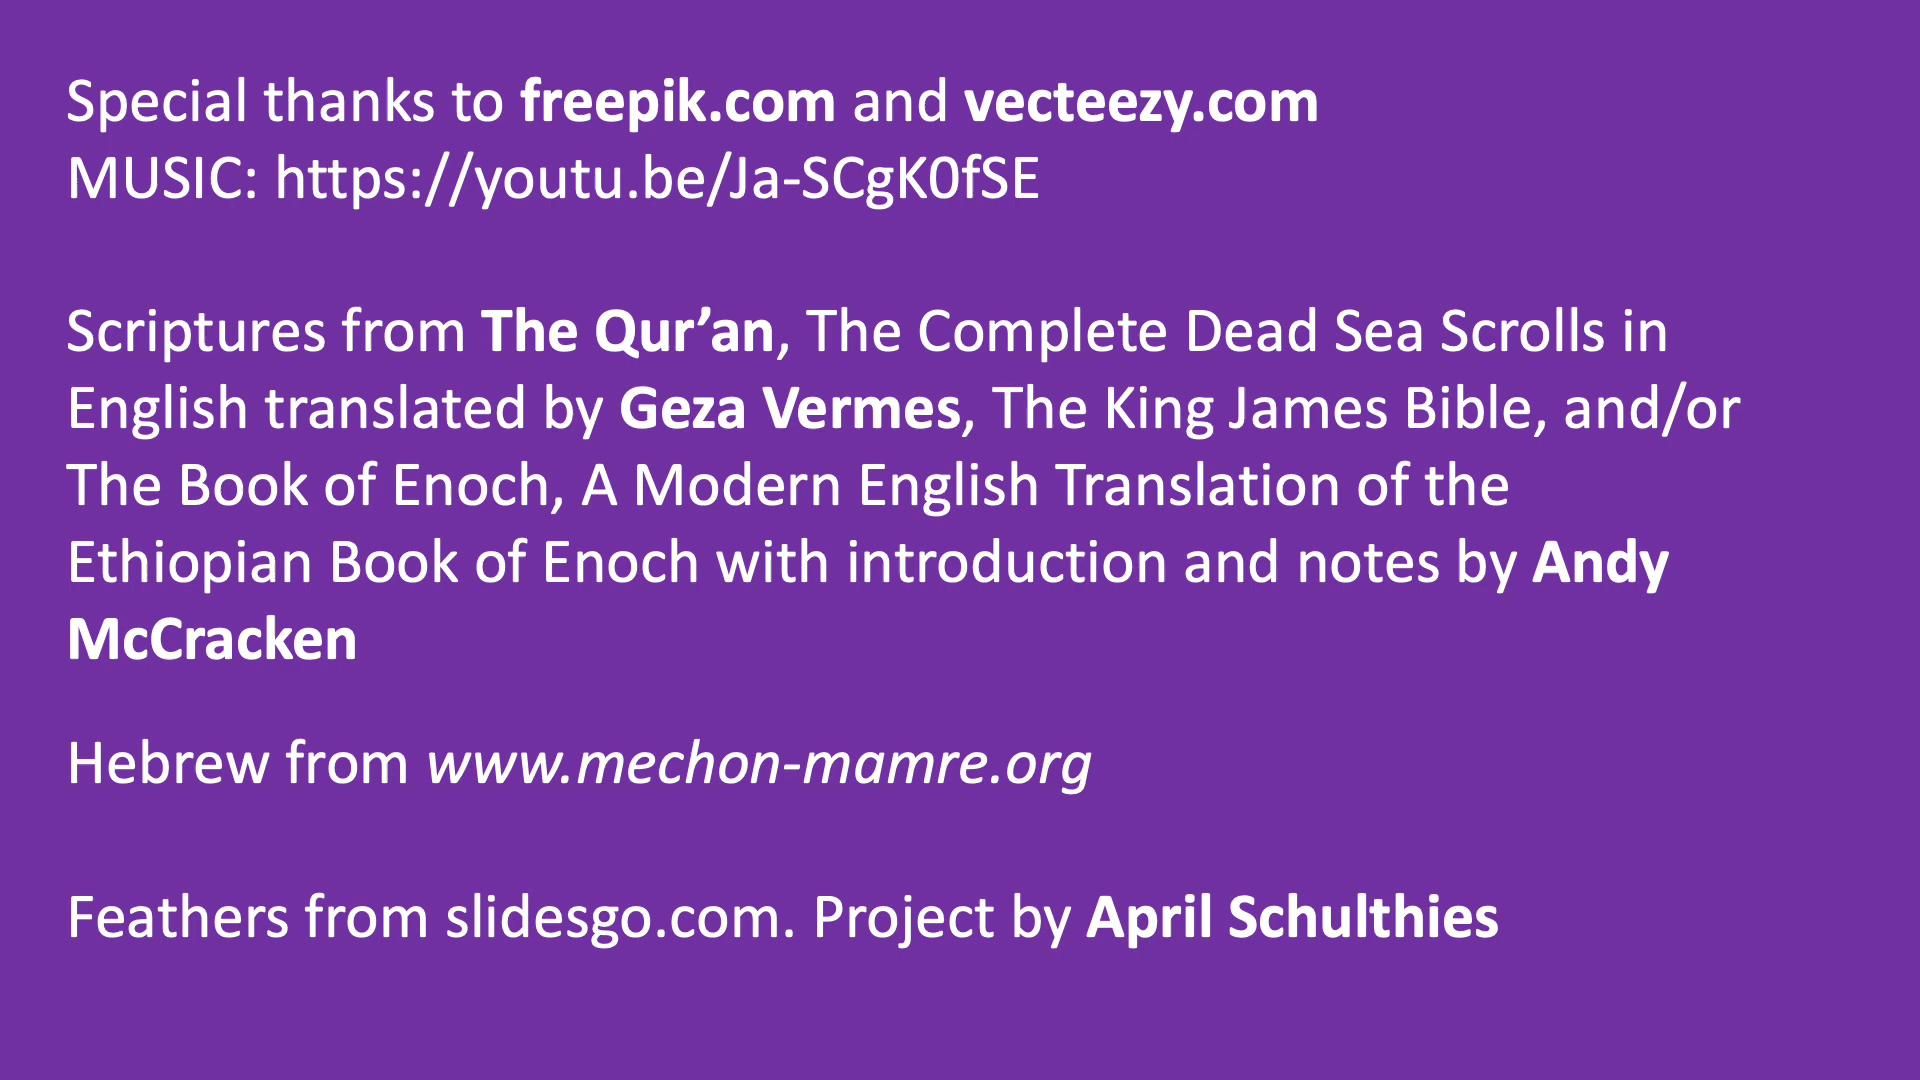 Special thanks to freepik.com and vecteezy.com
MUSIC: https://youtu.be/Ja-SCgK0fSE
Scriptures from The Qur’an, The Complete Dead Sea Scrolls in
English translated by Geza Vermes, The King James Bible, and/or
The Book of Enoch, A Modern English Translation of the
Ethiopian Book of Enoch with introduction and notes by Andy
McCracken
Hebrew from www.mechon-mamre.org
Feathers from slidesgo.com. Project by April Schulthies